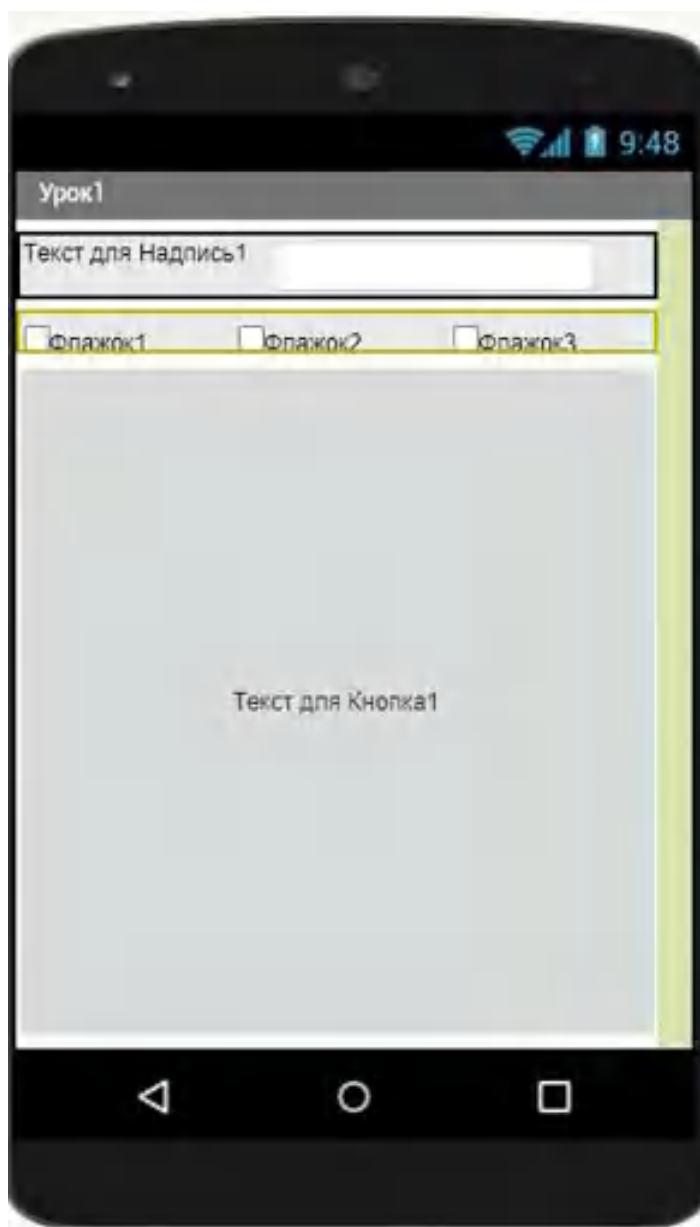 9:48
Урок1
Текст для Надпись1
Флажок1 Флажок2 Флажок3
Текст для Кнопка1